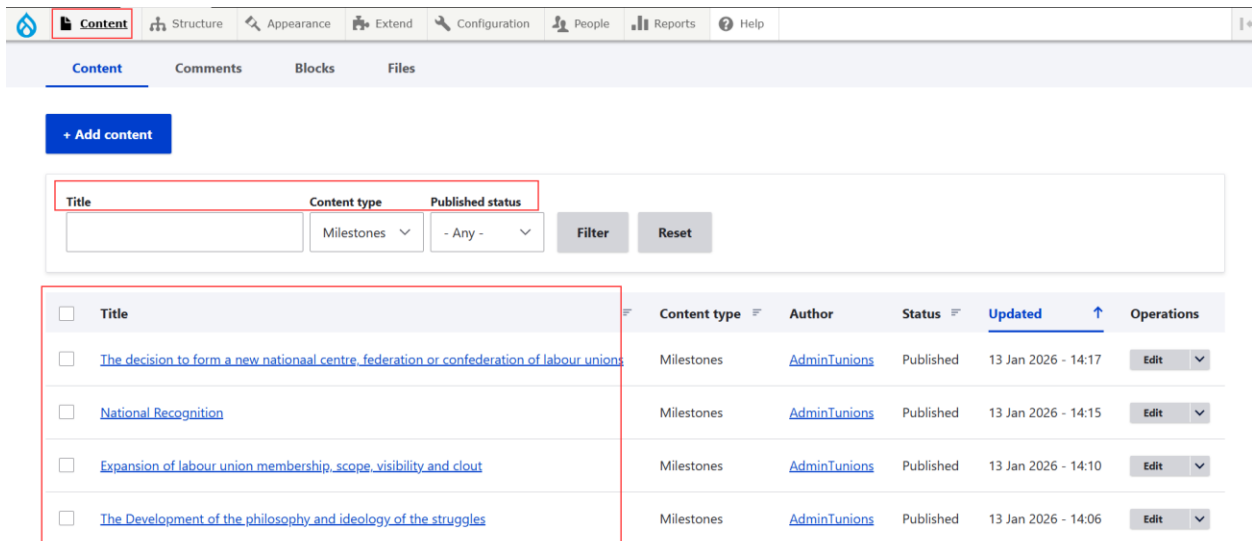 Content Structure Appearance Extend Configuration People Reports Help
Content Comments Blocks Files
+ Add content
Title Content type Published status
Milestones - Any - Filter Reset
Title Content type Author Status Updated Operations
The decision to form a new nationaal centre, federation or confederation of labour unions Milestones AdminTunions Published 13 Jan 2026 - 14:17 Edit
National Recognition Milestones AdminTunions Published 13 Jan 2026 - 14:15 Edit
Expansion of labour union membership, scope, visibility and clout Milestones AdminTunions Published 13 Jan 2026 - 14:10 Edit
The Development of the philosophy and ideology of the struggles Milestones AdminTunions Published 13 Jan 2026 - 14:06 Edit